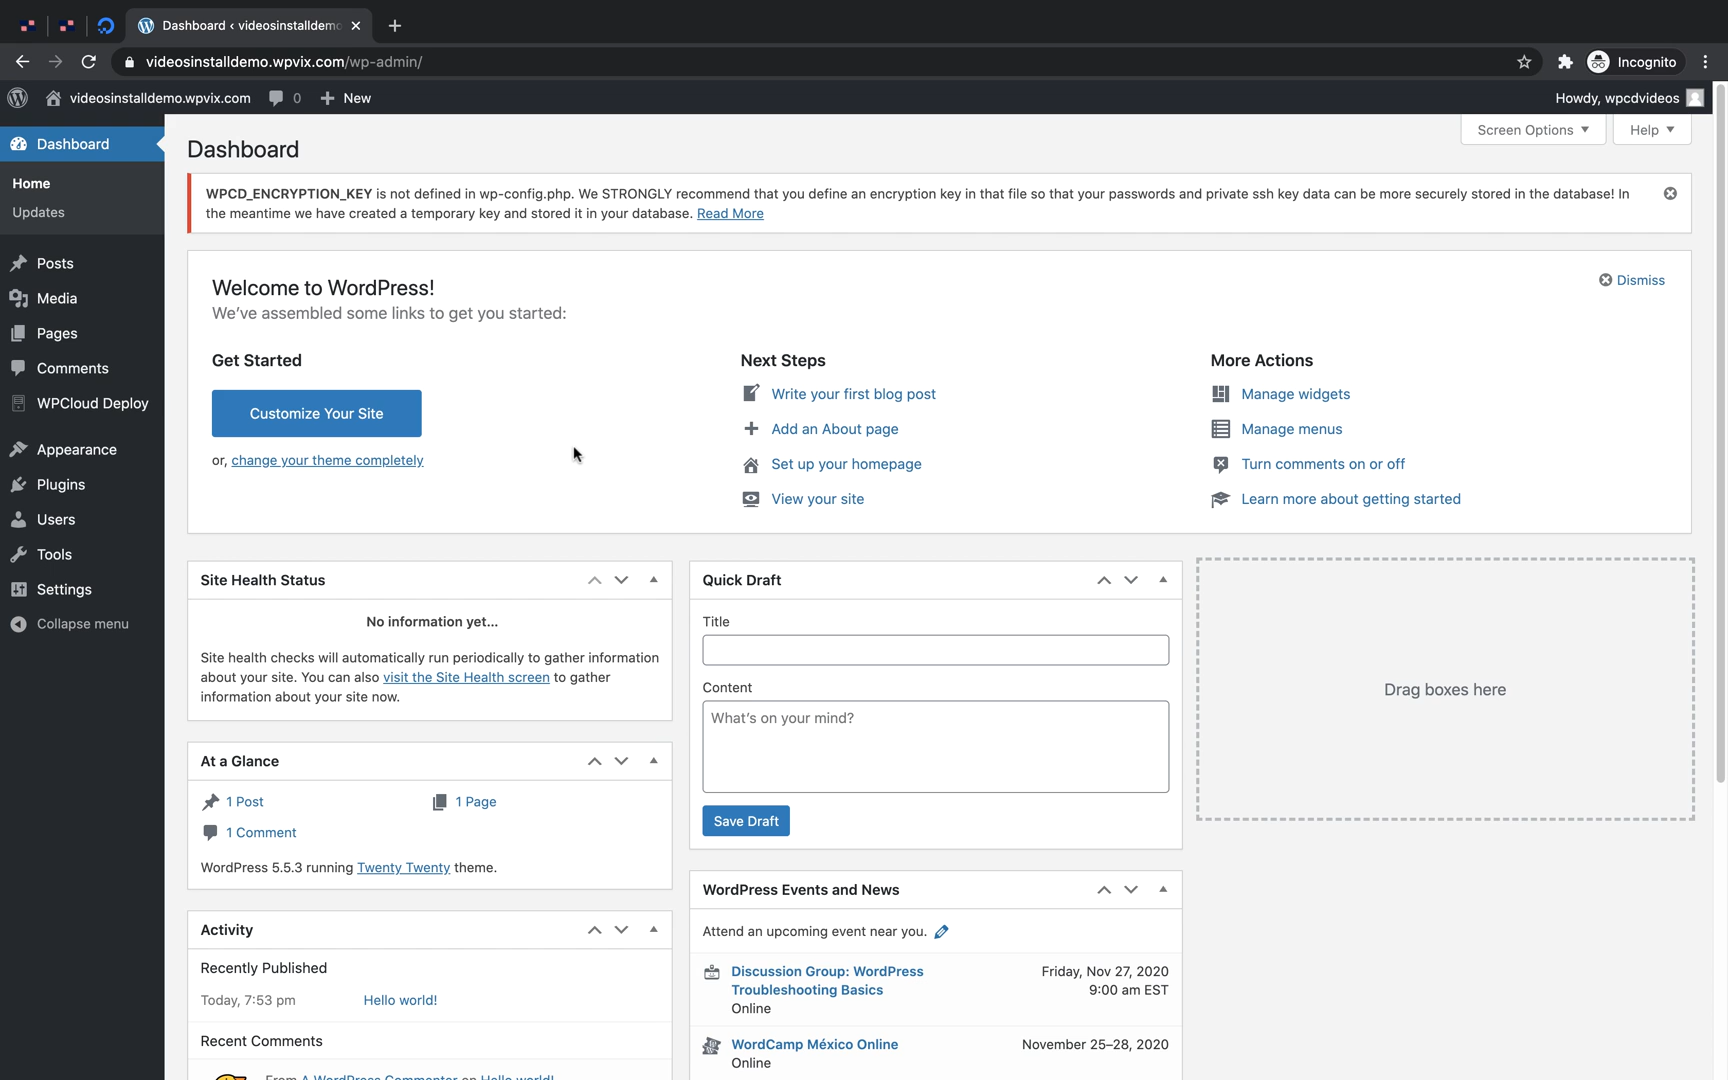 Dashboard ‹ videosinstalldemo
videosinstalldemo.wpvix.com/wp-admin/
Incognito
videosinstalldemo.wpvix.com
0
New
Howdy, wpcdvideos
Dashboard
Home
Updates
Posts
Media
Pages
Comments
WPCloud Deploy
Appearance
Plugins
Users
Tools
Settings
Collapse menu
Screen Options
Help
Dashboard
WPCD_ENCRYPTION_KEY is not defined in wp-config.php. We STRONGLY recommend that you define an encryption key in that file so that your passwords and private ssh key data can be more securely stored in the database! In
the meantime we have created a temporary key and stored it in your database. Read More
Welcome to WordPress!
We've assembled some links to get you started:
Dismiss
Get Started
Customize Your Site
or, change your theme completely
Next Steps
Write your first blog post
Add an About page
Set up your homepage
View your site
More Actions
Manage widgets
Manage menus
Turn comments on or off
Learn more about getting started
Site Health Status
No information yet...
Site health checks will automatically run periodically to gather information
about your site. You can also visit the Site Health screen to gather
information about your site now.
At a Glance
1 Post
1 Page
1 Comment
WordPress 5.5.3 running Twenty Twenty theme.
Activity
Recently Published
Today, 7:53 pm
Hello world!
Recent Comments
From A WordPress Commenter on Hello world!
Quick Draft
Title
Content
What's on your mind?
Save Draft
WordPress Events and News
Attend an upcoming event near you.
Discussion Group: WordPress
Troubleshooting Basics
Online
Friday, Nov 27, 2020
9:00 am EST
WordCamp México Online
Online
November 25–28, 2020
Drag boxes here